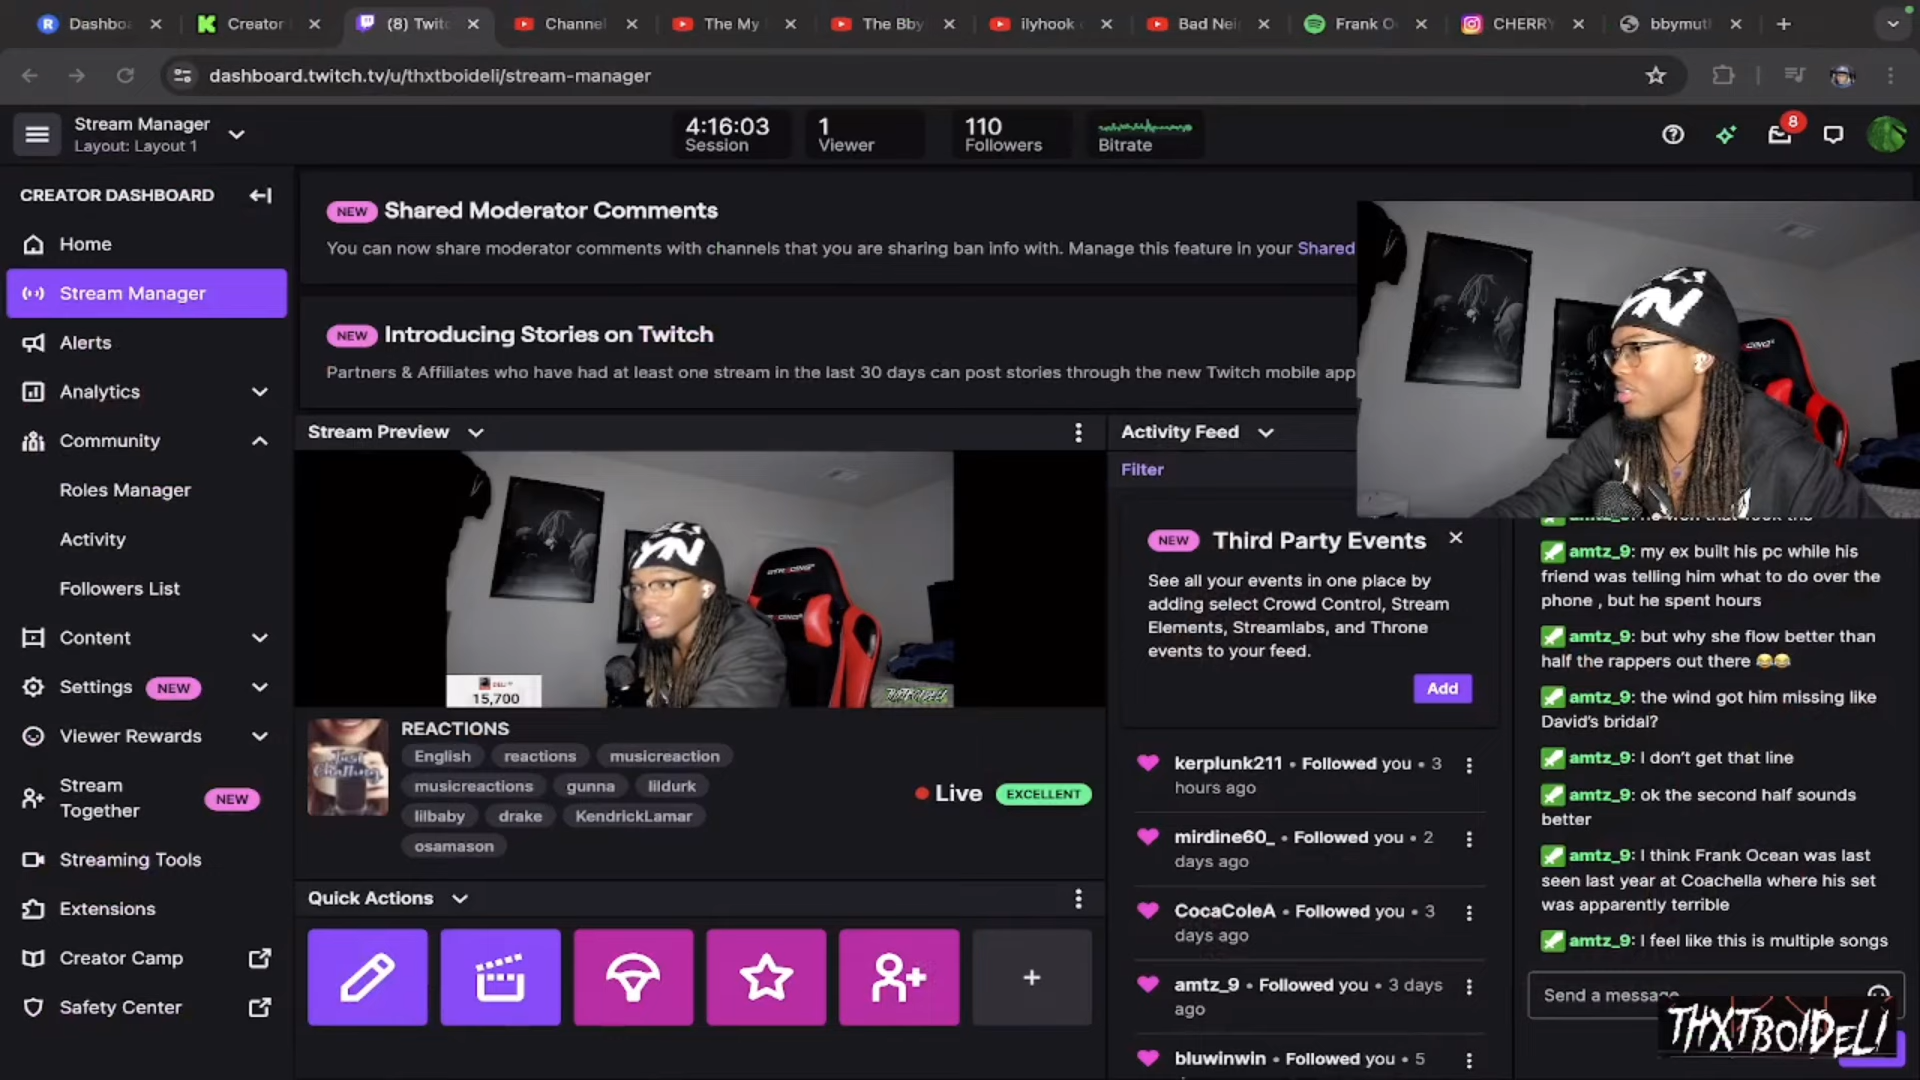 Dashbo
Creator
(8) Twitc
Channel
The My
The Bby
ilyhook
Bad Nei
Frank O
CHERRY
bbymut
dashboard.twitch.tv/u/thxtboideli/stream-manager
Stream Manager
Layout: Layout 1
4:16:03
Session
1
Viewer
110
Followers
Bitrate
8
CREATOR DASHBOARD
Home
Stream Manager
Alerts
Analytics
Community
Roles Manager
Activity
Followers List
Content
Settings NEW
Viewer Rewards
Stream Together NEW
Streaming Tools
Extensions
Creator Camp
Safety Center
NEW Shared Moderator Comments
You can now share moderator comments with channels that you are sharing ban info with. Manage this feature in your Shared
NEW Introducing Stories on Twitch
Partners & Affiliates who have had at least one stream in the last 30 days can post stories through the new Twitch mobile app
Stream Preview
YN
15,700
THXTBOIDELI
REACTIONS
English reactions musicreaction
musicreactions gunna lildurk
lilbaby drake KendrickLamar
osamason
Live EXCELLENT
Quick Actions
Activity Feed
Filter
NEW Third Party Events
See all your events in one place by
adding select Crowd Control, Stream
Elements, Streamlabs, and Throne
events to your feed.
Add
kerplunk211 • Followed you • 3
hours ago
mirdine60_ • Followed you • 2
days ago
CocaColeA • Followed you • 3
days ago
amtz_9 • Followed you • 3 days
ago
bluwinwin • Followed you • 5
YN
amtz_9: my ex built his pc while his
friend was telling him what to do over the
phone , but he spent hours
amtz_9: but why she flow better than
half the rappers out there 😂😂
amtz_9: the wind got him missing like
David's bridal?
amtz_9: I don't get that line
amtz_9: ok the second half sounds
better
amtz_9: I think Frank Ocean was last
seen last year at Coachella where his set
was apparently terrible
amtz_9: I feel like this is multiple songs
Send a message
THXTBOIDELI